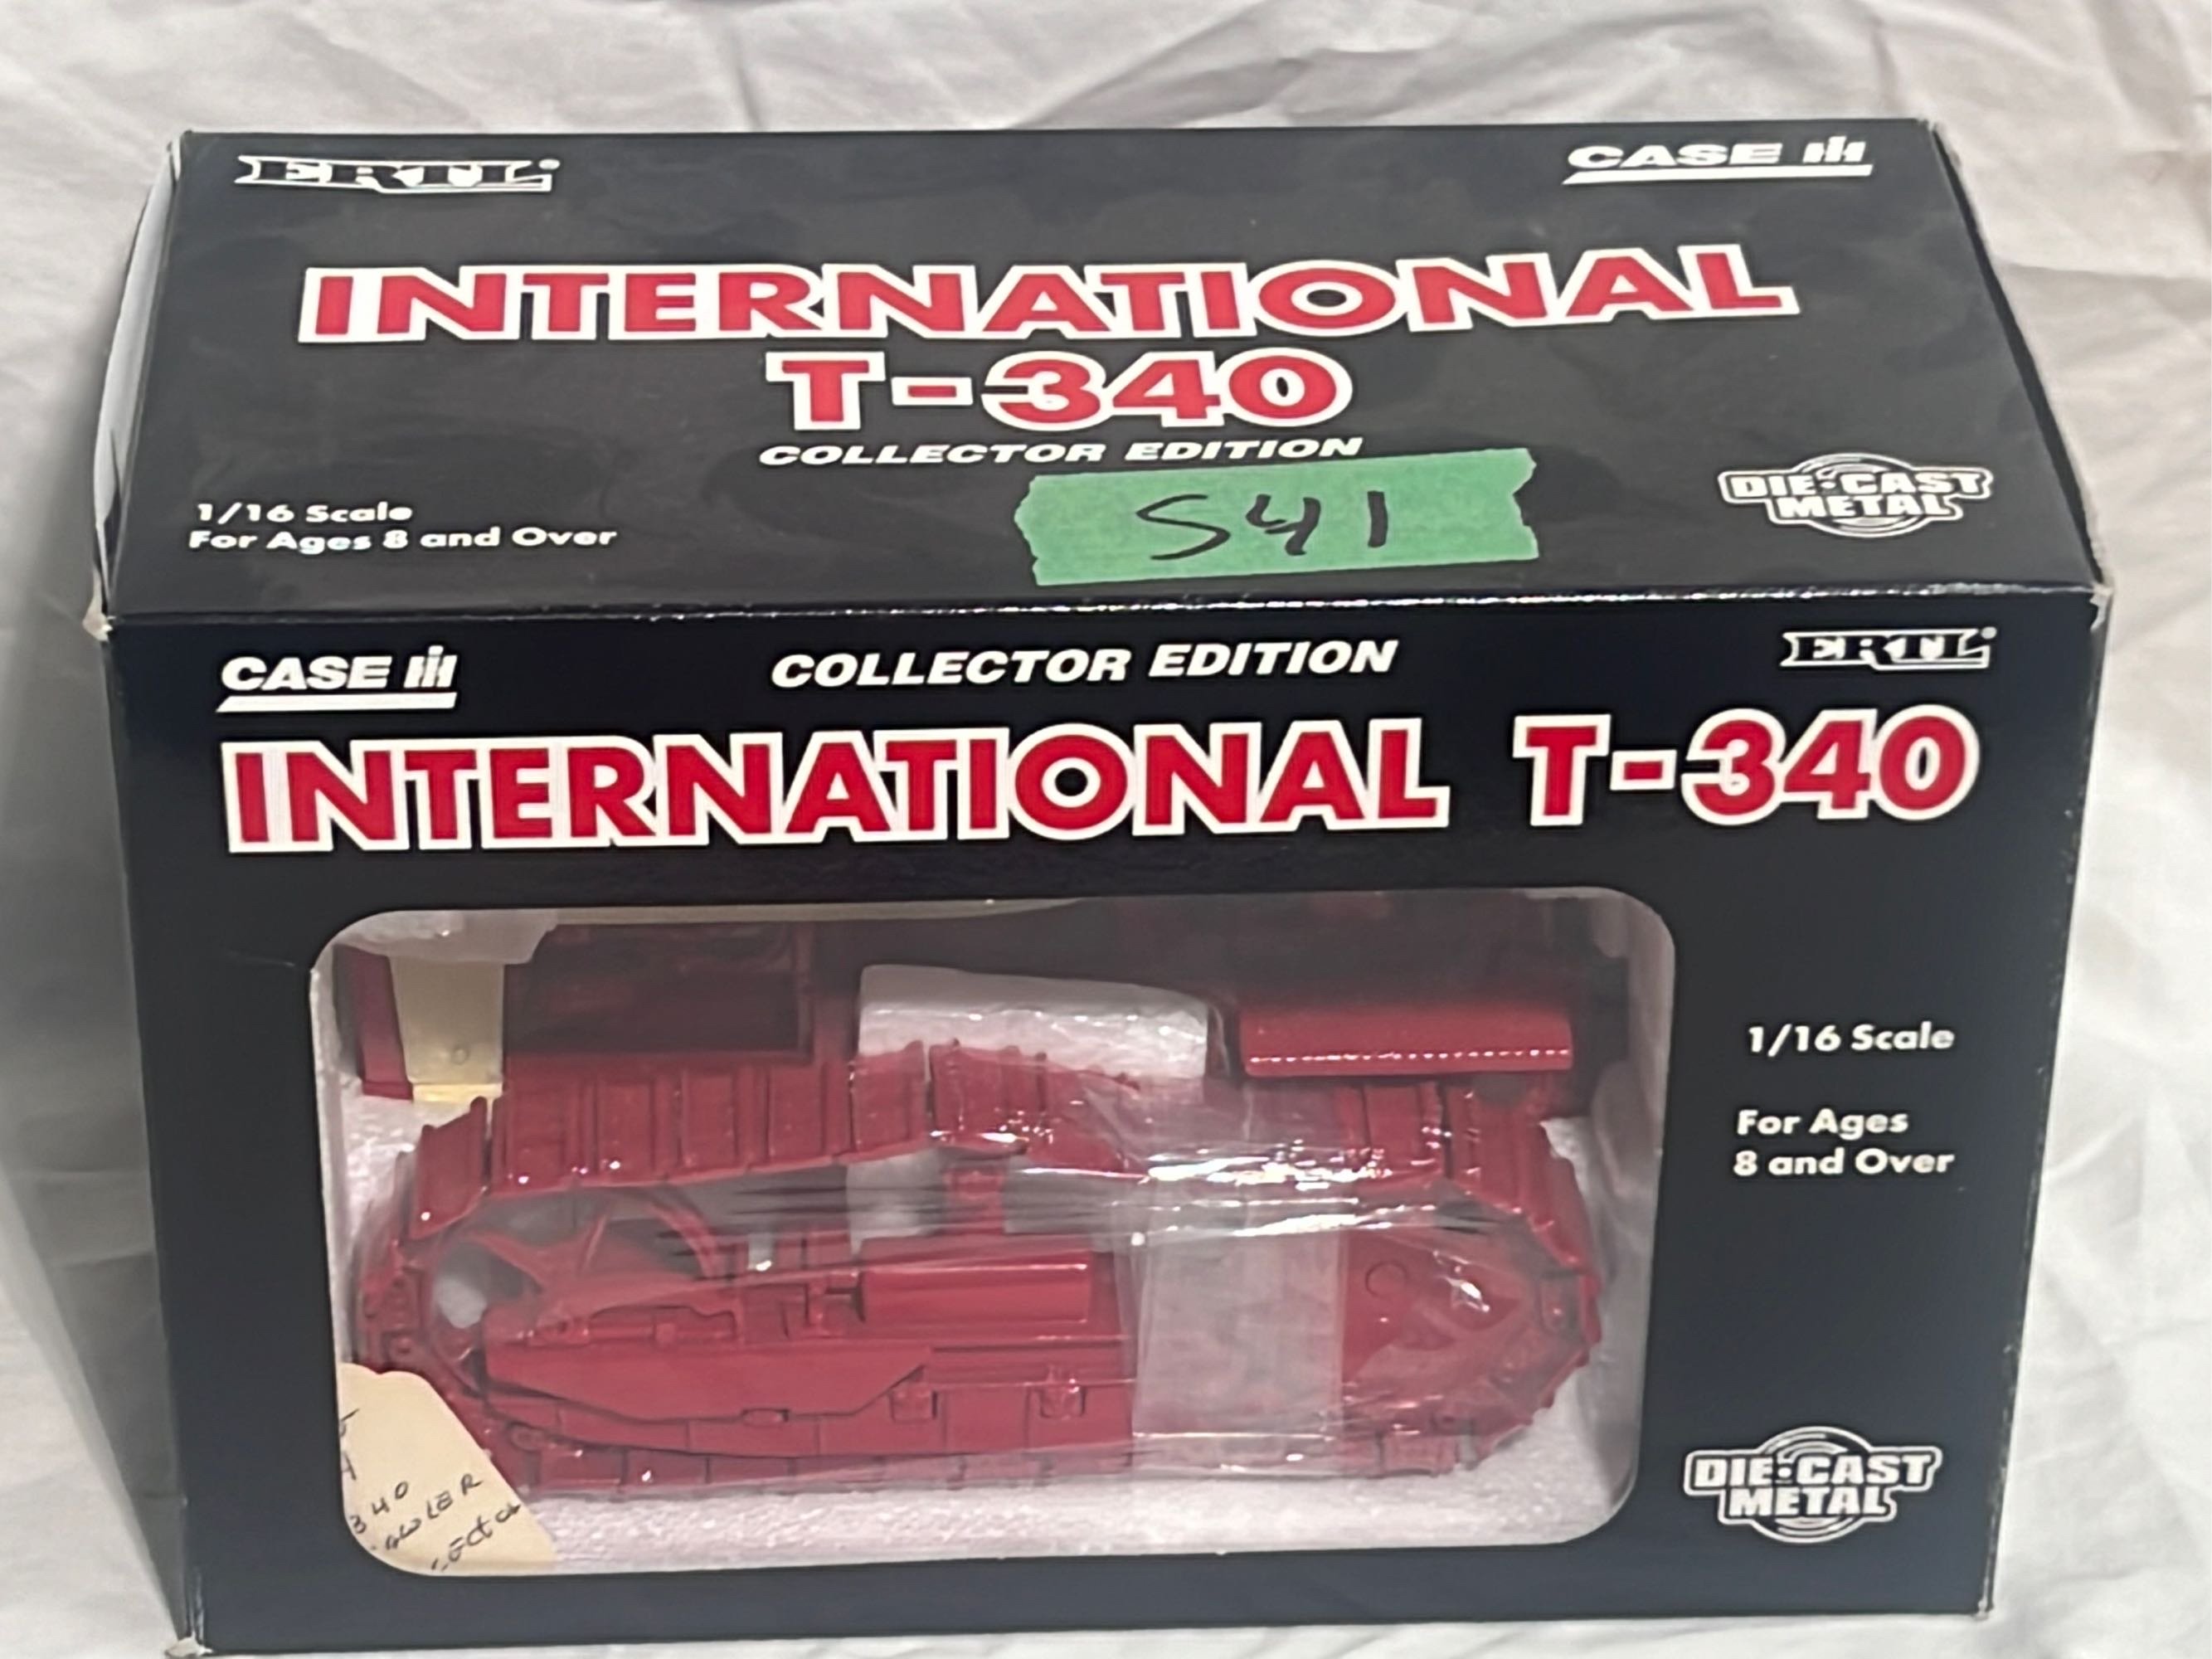 ERTL®
CASE IH
INTERNATIONAL
T-340
COLLECTOR EDITION
1/16 Scale
For Ages 8 and Over
S41
DIE-CAST
METAL
CASE IH
COLLECTOR EDITION
ERTL®
INTERNATIONAL T-340
1/16 Scale
For Ages
8 and Over
DIE-CAST
METAL
340